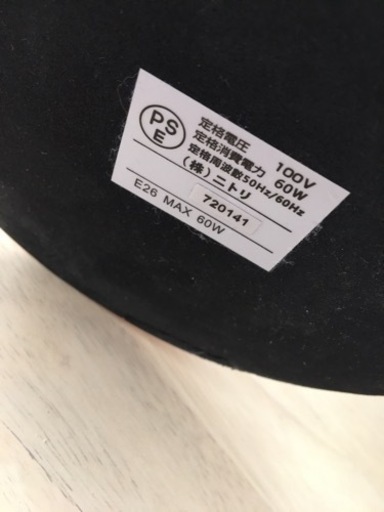 PS
E
定格電圧 100V
定格消費電力 60W
定格周波数50Hz/60Hz
(株)ニトリ
720141
E26 MAX 60W